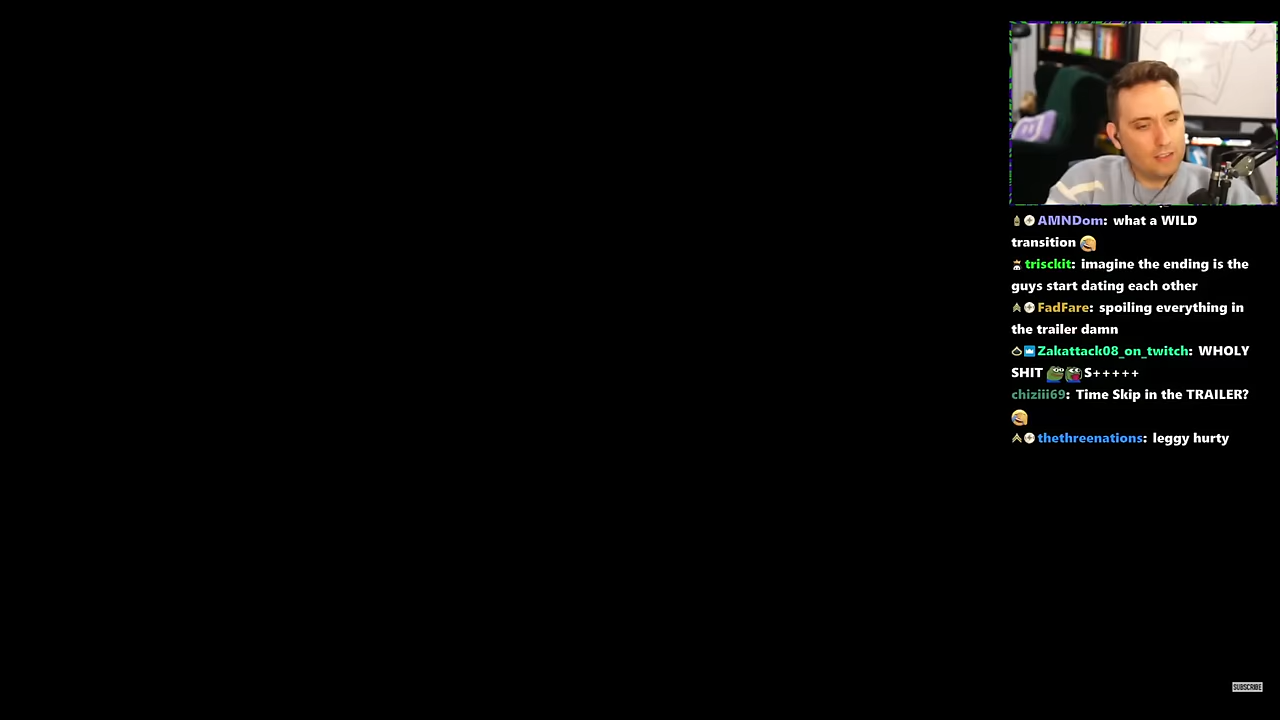 AMNDom: what a WILD
transition
trisckit: imagine the ending is the
guys start dating each other
FadFare: spoiling everything in
the trailer damn
Zakattack08_on_twitch: WHOLY
SHIT S+++++
chiziii69: Time Skip in the TRAILER?
thethreenations: leggy hurty
SUBSCRIBE